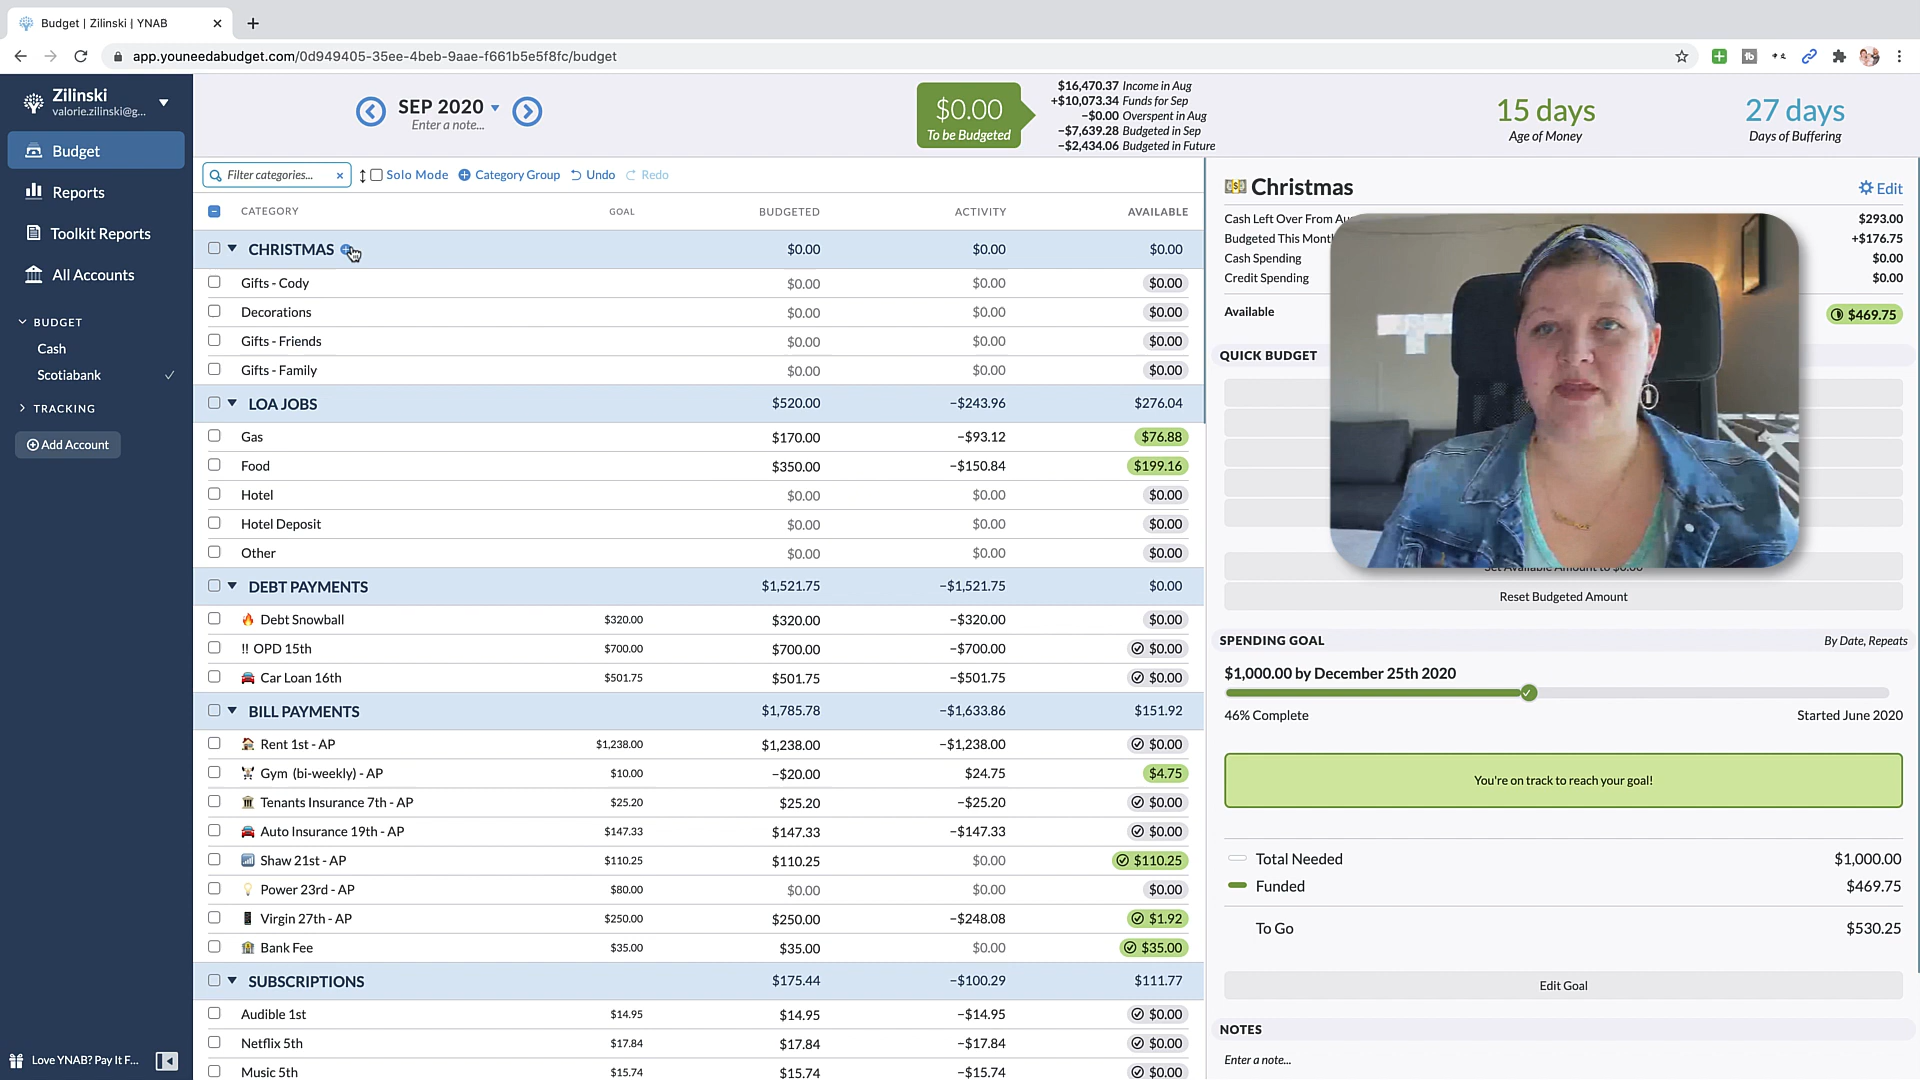 Budget | Zilinski | YNAB
app.youneedabudget.com/0d949405-35ee-4beb-9aae-f661b5e5f8fc/budget
Zilinski
valorie.zilinski@g...
Budget
Reports
Toolkit Reports
All Accounts
BUDGET
Cash
Scotiabank
TRACKING
Add Account
Love YNAB? Pay It F...
SEP 2020
Enter a note...
$0.00
To be Budgeted
$16,470.37 Income in Aug
+$10,073.34 Funds for Sep
−$0.00 Overspent in Aug
−$7,639.28 Budgeted in Sep
−$2,434.06 Budgeted in Future
15 days
Age of Money
27 days
Days of Buffering
Filter categories...
Solo Mode
Category Group
Undo
Redo
CATEGORY GOAL BUDGETED ACTIVITY AVAILABLE
CHRISTMAS $0.00 $0.00 $0.00
Gifts - Cody $0.00 $0.00 $0.00
Decorations $0.00 $0.00 $0.00
Gifts - Friends $0.00 $0.00 $0.00
Gifts - Family $0.00 $0.00 $0.00
LOA JOBS $520.00 −$243.96 $276.04
Gas $170.00 −$93.12 $76.88
Food $350.00 −$150.84 $199.16
Hotel $0.00 $0.00 $0.00
Hotel Deposit $0.00 $0.00 $0.00
Other $0.00 $0.00 $0.00
DEBT PAYMENTS $1,521.75 −$1,521.75 $0.00
Debt Snowball $320.00 $320.00 −$320.00 $0.00
!! OPD 15th $700.00 $700.00 −$700.00 $0.00
Car Loan 16th $501.75 $501.75 −$501.75 $0.00
BILL PAYMENTS $1,785.78 −$1,633.86 $151.92
Rent 1st - AP $1,238.00 $1,238.00 −$1,238.00 $0.00
Gym (bi-weekly) - AP $10.00 −$20.00 $24.75 $4.75
Tenants Insurance 7th - AP $25.20 $25.20 −$25.20 $0.00
Auto Insurance 19th - AP $147.33 $147.33 −$147.33 $0.00
Shaw 21st - AP $110.25 $110.25 $0.00 $110.25
Power 23rd - AP $80.00 $0.00 $0.00 $0.00
Virgin 27th - AP $250.00 $250.00 −$248.08 $1.92
Bank Fee $35.00 $35.00 $0.00 $35.00
SUBSCRIPTIONS $175.44 −$100.29 $111.77
Audible 1st $14.95 $14.95 −$14.95 $0.00
Netflix 5th $17.84 $17.84 −$17.84 $0.00
Music 5th $15.74 $15.74 −$15.74 $0.00
Christmas
Edit
Cash Left Over From Au $293.00
Budgeted This Mont +$176.75
Cash Spending $0.00
Credit Spending $0.00
Available $469.75
QUICK BUDGET
Set Available Amount to $0.00
Reset Budgeted Amount
SPENDING GOAL By Date, Repeats
$1,000.00 by December 25th 2020
46% Complete Started June 2020
You're on track to reach your goal!
Total Needed $1,000.00
Funded $469.75
To Go $530.25
Edit Goal
NOTES
Enter a note...